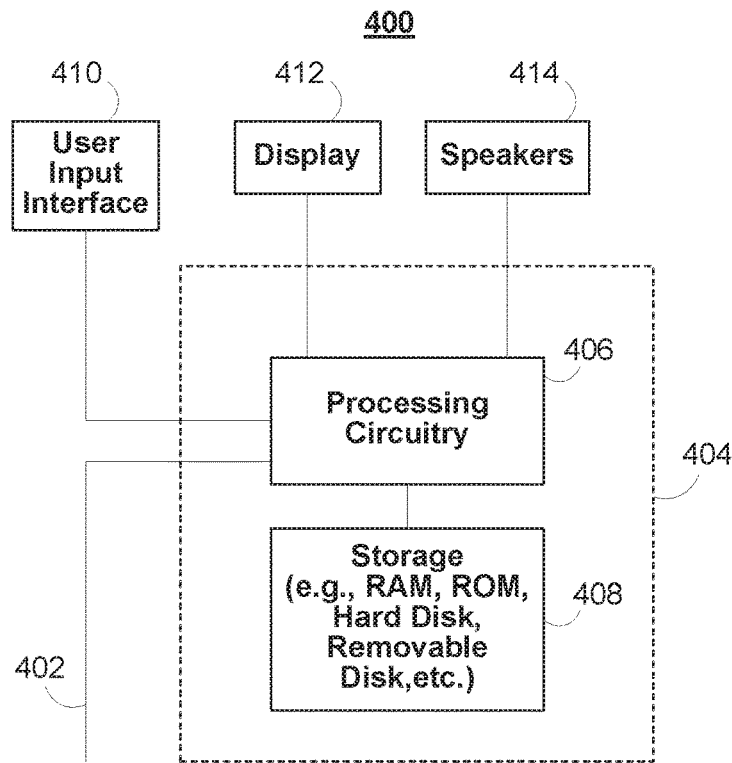 400
410
412
414
User
Input
Interface
Display
Speakers
406
Processing
Circuitry
404
Storage
(e.g., RAM, ROM,
Hard Disk,
Removable
Disk,etc.)
408
402